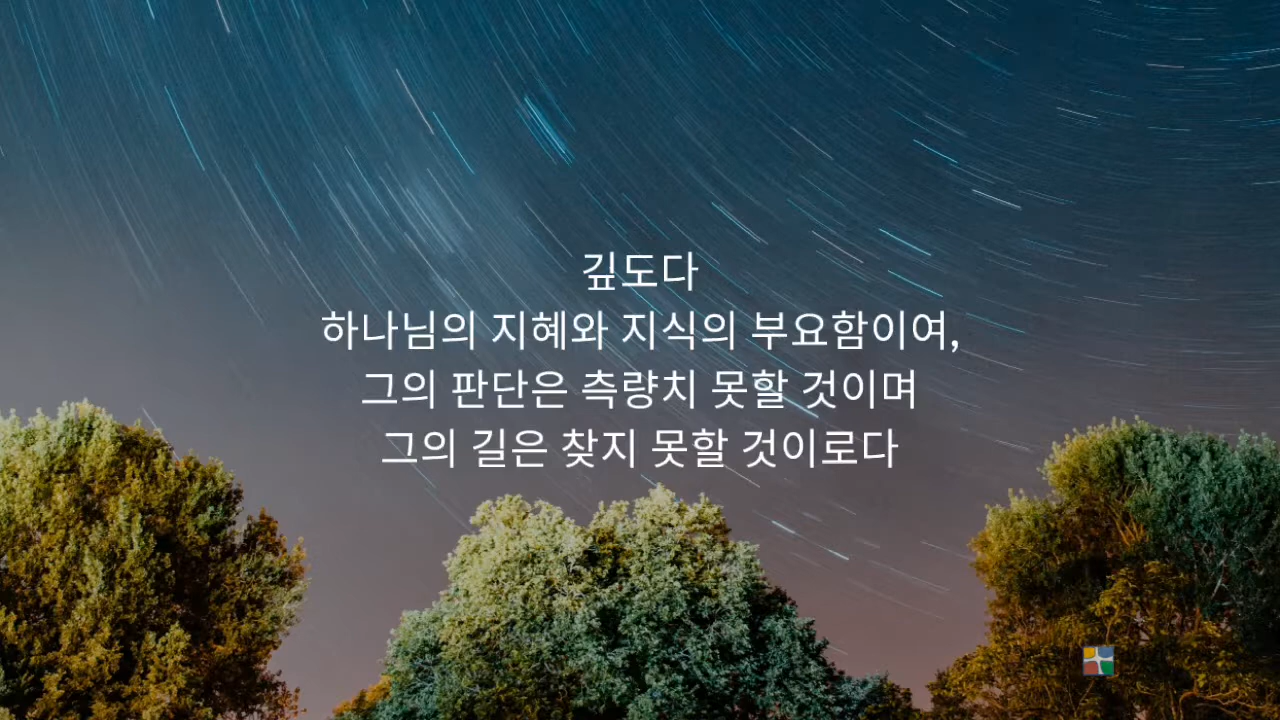 깊도다
하나님의 지혜와 지식의 부요함이여,
그의 판단은 측량치 못할 것이며
그의 길은 찾지 못할 것이로다